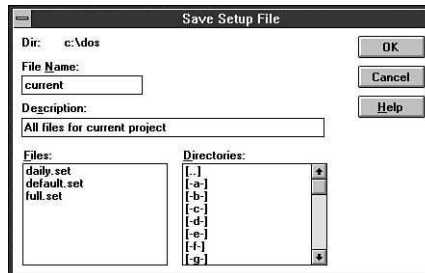 Save Setup File
Dir: c:\dos
OK
File Name:
current
Cancel
Description:
Help
All files for current project
Files:
daily.set
default.set
full.set
Directories:
[..]
[-a-]
[-b-]
[-c-]
[-d-]
[-e-]
[-f-]
[-g-]